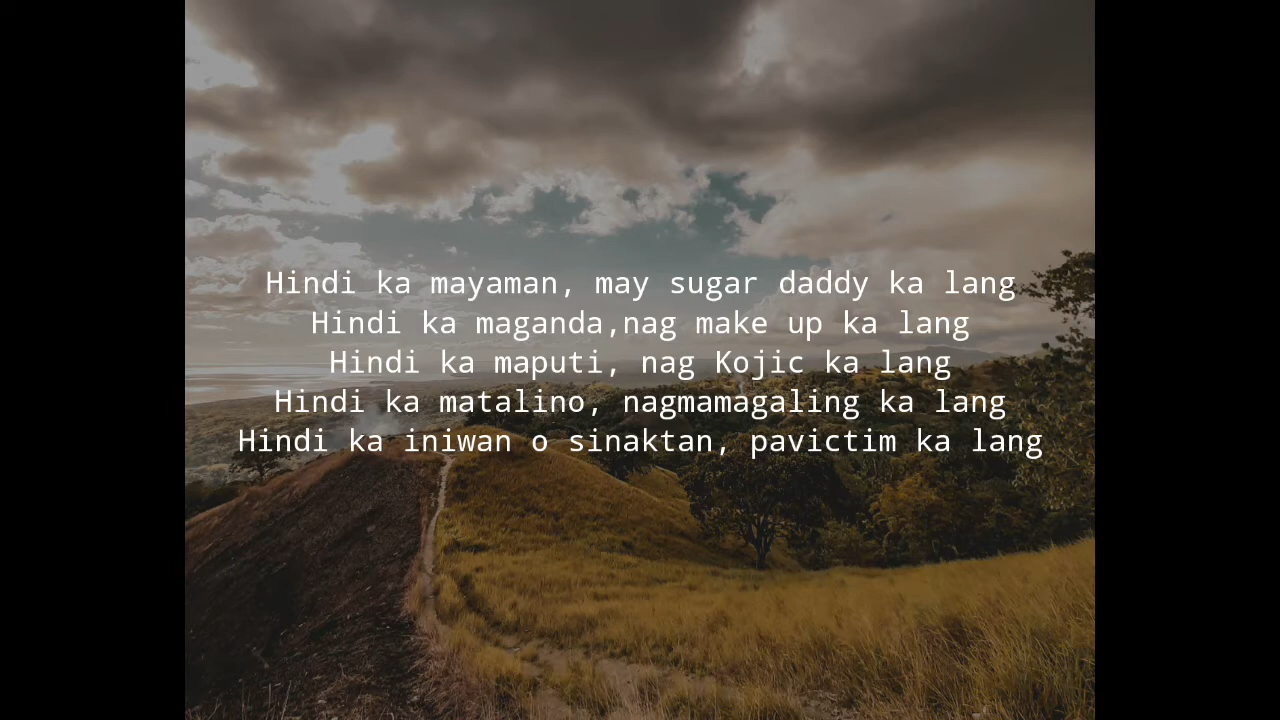 Hindi ka mayaman, may sugar daddy ka lang
Hindi ka maganda,nag make up ka lang
Hindi ka maputi, nag Kojic ka lang
Hindi ka matalino, nagmamagaling ka lang
Hindi ka iniwan o sinaktan, pavictim ka lang